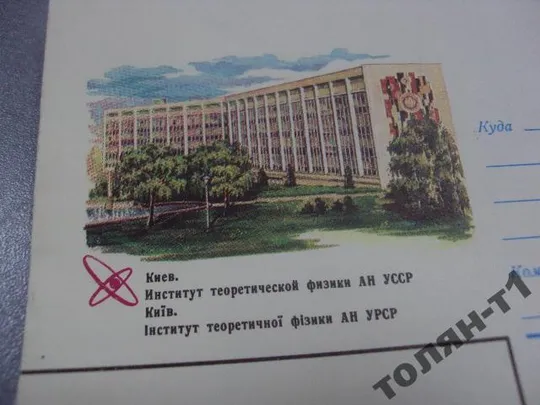 Куда
Киев.
Институт теоретической физики АН УССР
Київ.
Інститут теоретичної фізики АН УРСР
ТОЛЯН-Т1